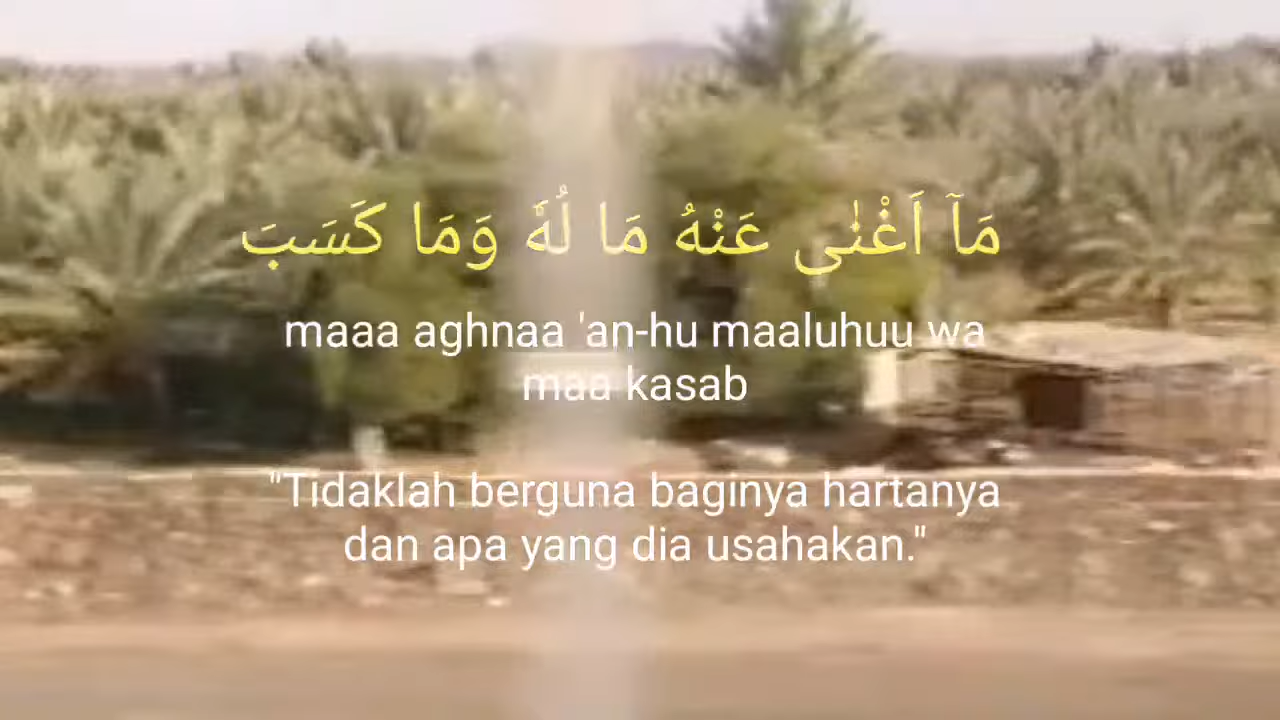 مَآ اَغْنٰى عَنْهُ مَا لُهٗ وَمَا كَسَبَ
maaa aghnaa 'an-hu maaluhuu wa
maa kasab
"Tidaklah berguna baginya hartanya
dan apa yang dia usahakan."